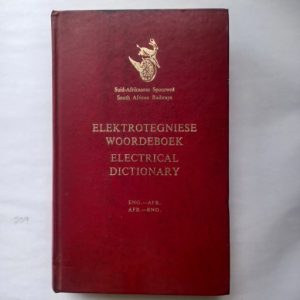 Suid-Afrikaanse Spoorweë
South African Railways
ELEKTROTEGNIESE
WOORDEBOEK
ELECTRICAL
DICTIONARY
ENG.—AFR.
AFR.—ENG.